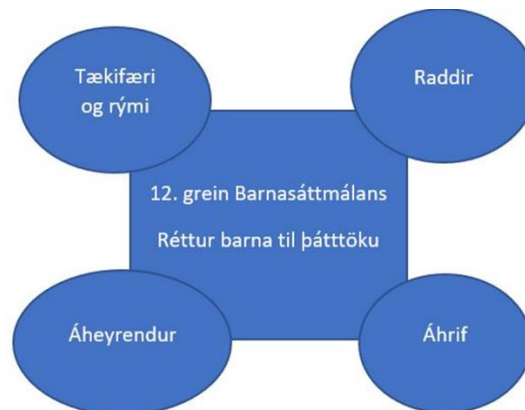 Tækifæri
og rými
Raddir
12. grein Barnasáttmálans
Réttur barna til þátttöku
Áheyrendur
Áhrif